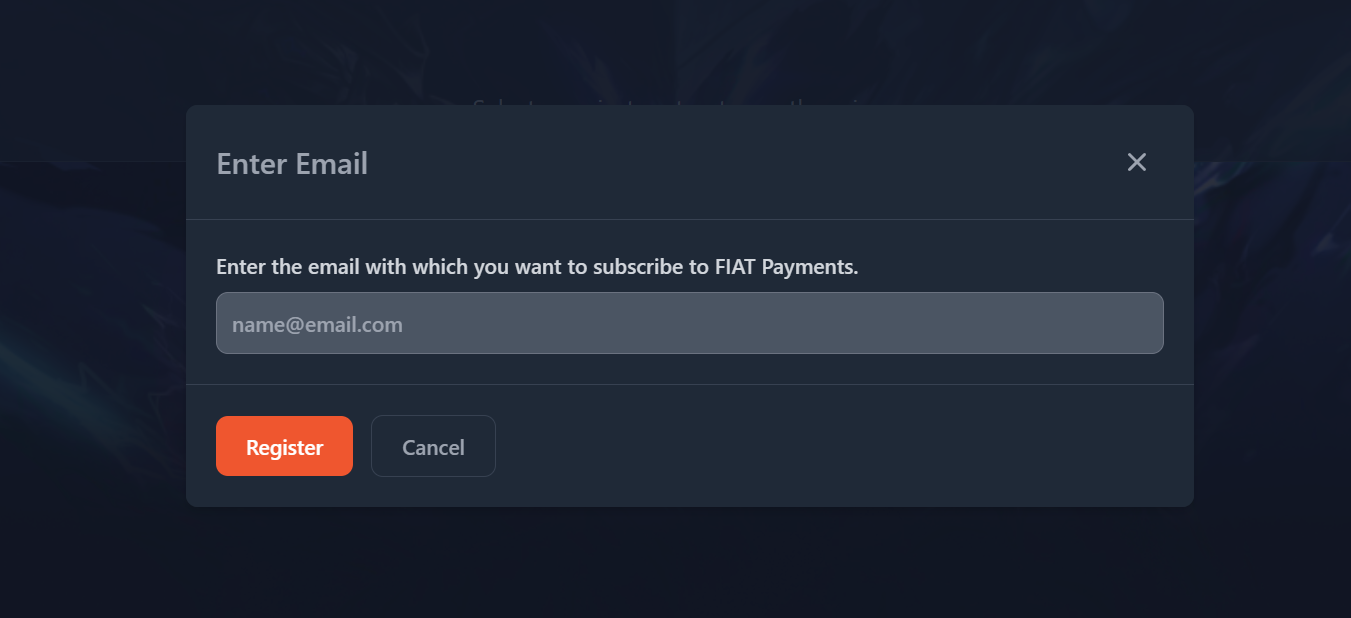 Enter Email
Enter the email with which you want to subscribe to FIAT Payments.
name@email.com
Register
Cancel